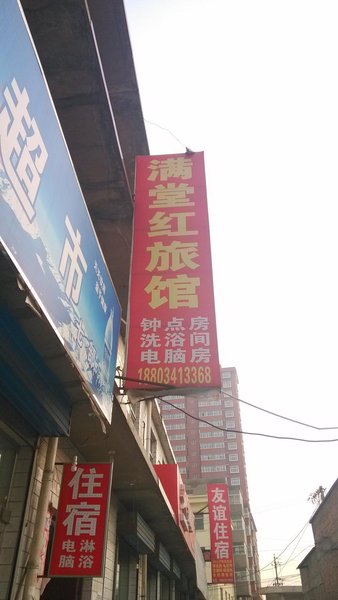 超市
满堂红旅馆
钟点房
洗浴间
电脑房
18803413368
住宿
电脑
淋浴
友谊住宿